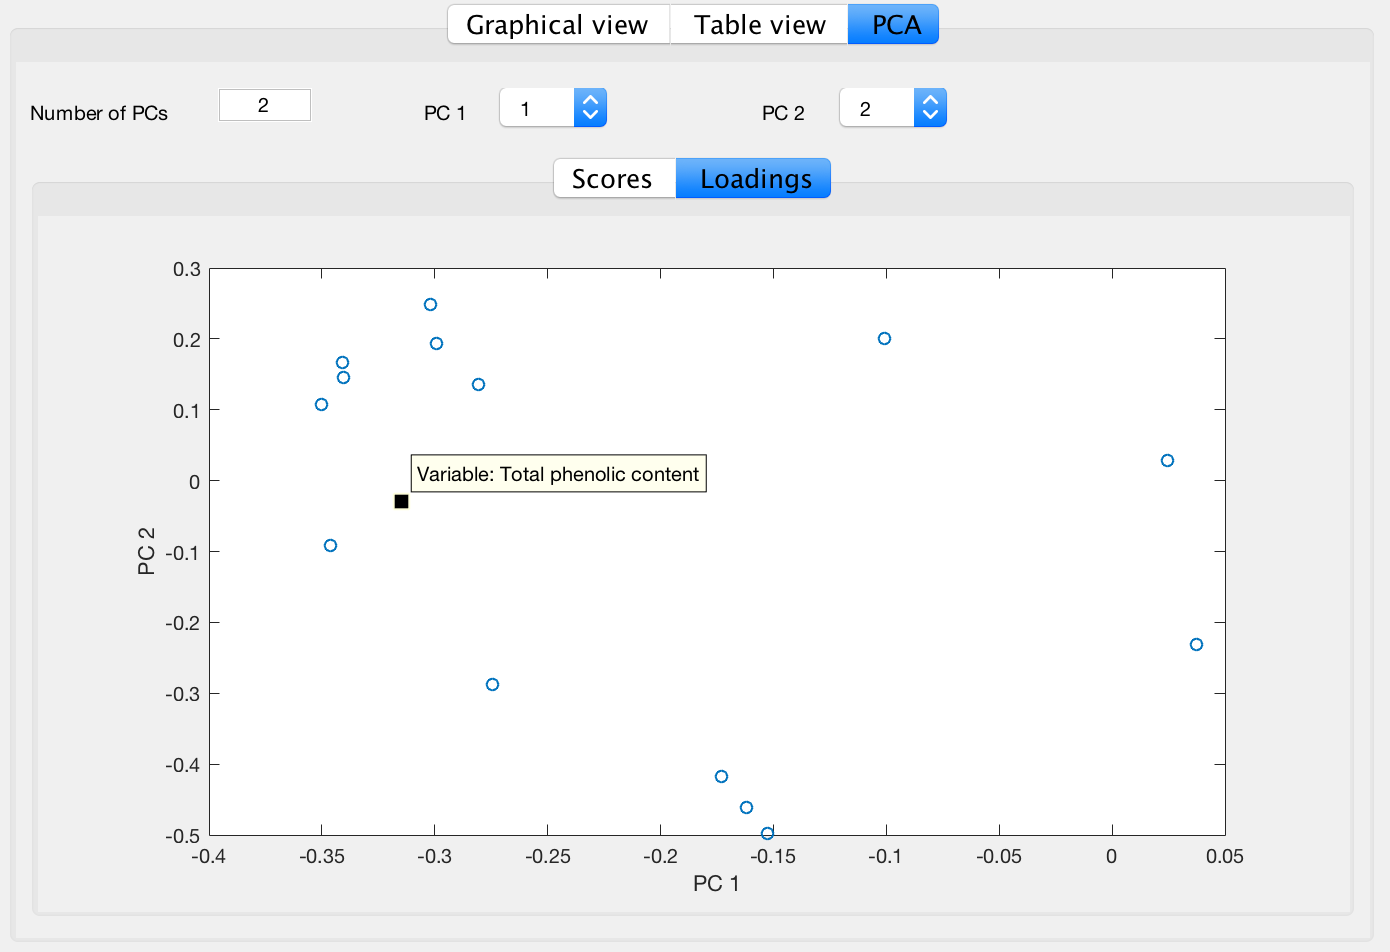 Graphical view Table view PCA
Number of PCs 2 PC 1 1 PC 2 2
Scores Loadings
0.3
0.2
0.1
Variable: Total phenolic content
0
-0.1
-0.2
-0.3
-0.4
-0.5
PC 2
-0.4 -0.35 -0.3 -0.25 -0.2 -0.15 -0.1 -0.05 0 0.05
PC 1